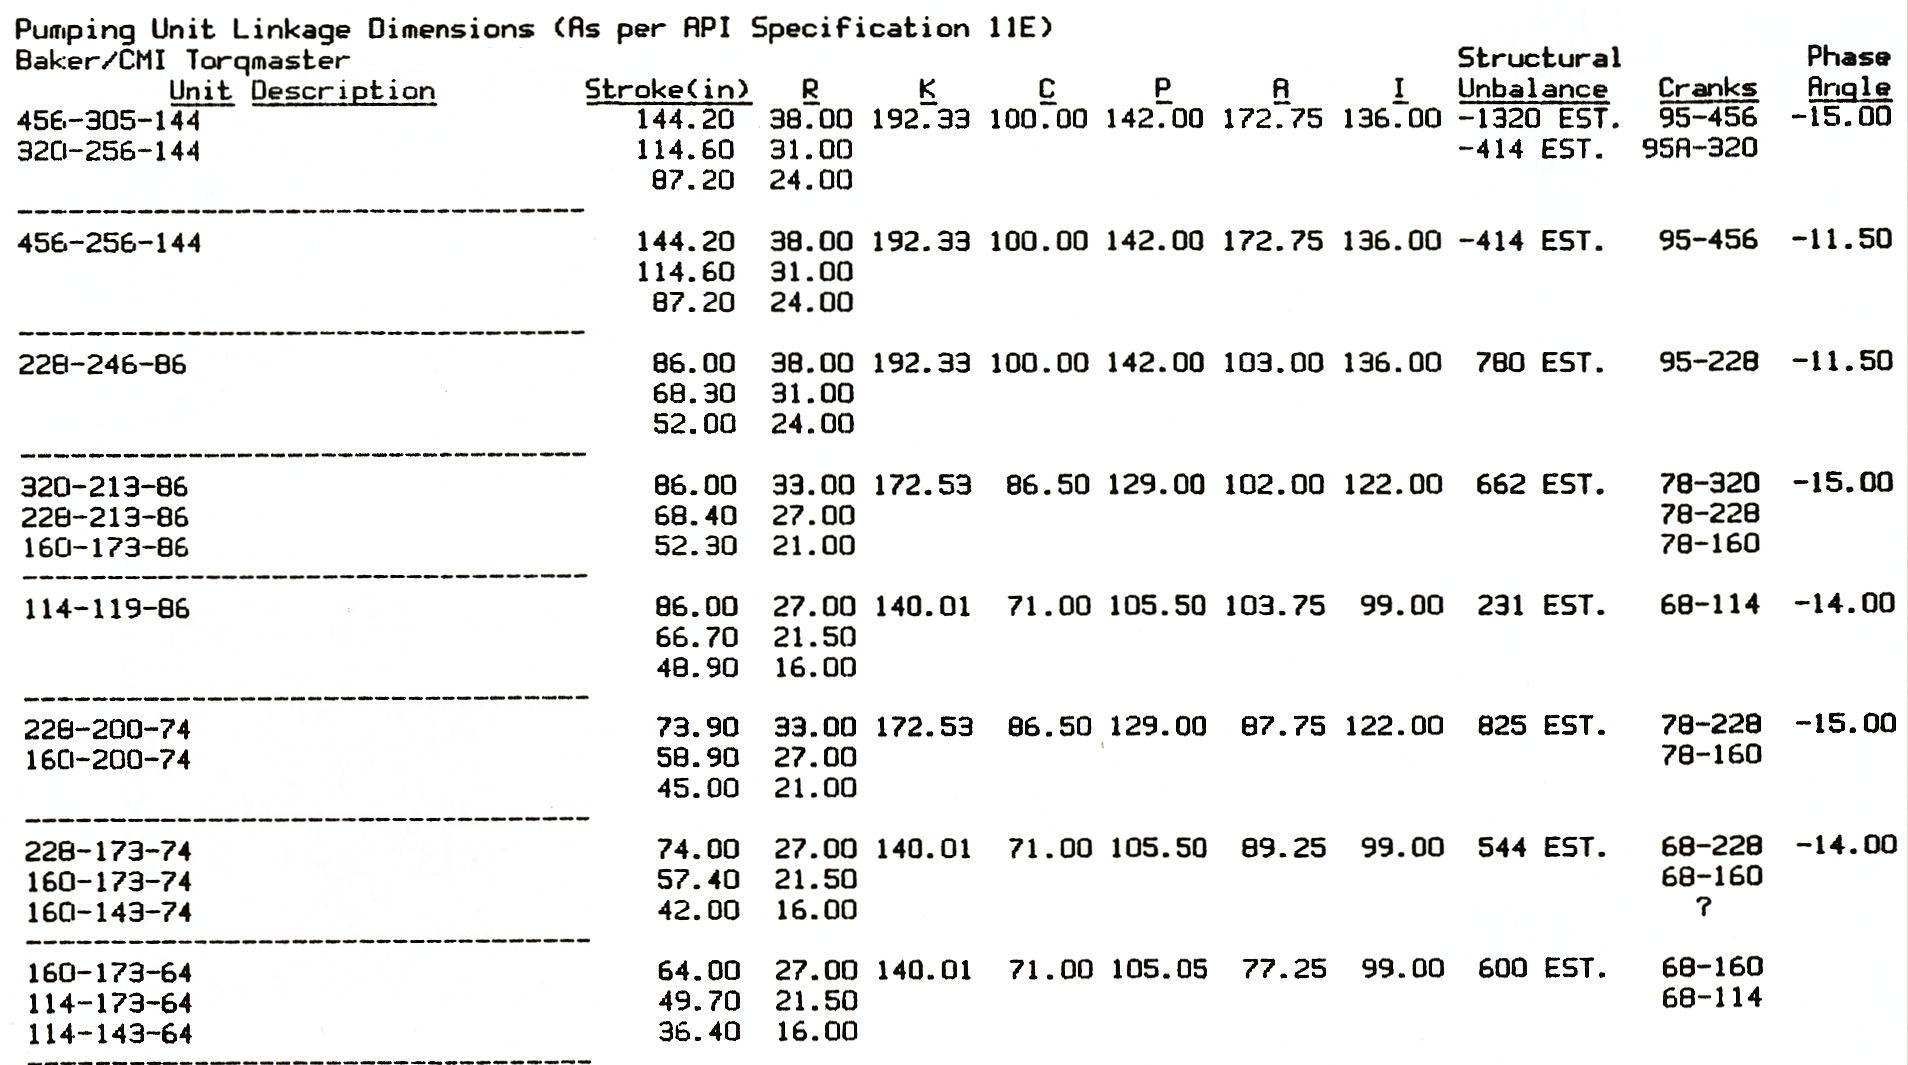 Pumping Unit Linkage Dimensions (As per API Specification 11E)
Baker/CMI Torqmaster Structural Phase
Unit Description Stroke(in) R K C P A I Unbalance Cranks Angle
456-305-144 144.20 38.00 192.33 100.00 142.00 172.75 136.00 -1320 EST. 95-456 -15.00
320-256-144 114.60 31.00 -414 EST. 95A-320
87.20 24.00
------------------------------------
456-256-144 144.20 38.00 192.33 100.00 142.00 172.75 136.00 -414 EST. 95-456 -11.50
114.60 31.00
87.20 24.00
------------------------------------
228-246-86 86.00 38.00 192.33 100.00 142.00 103.00 136.00 780 EST. 95-228 -11.50
68.30 31.00
52.00 24.00
------------------------------------
320-213-86 86.00 33.00 172.53 86.50 129.00 102.00 122.00 662 EST. 78-320 -15.00
228-213-86 68.40 27.00 78-228
160-173-86 52.30 21.00 78-160
------------------------------------
114-119-86 86.00 27.00 140.01 71.00 105.50 103.75 99.00 231 EST. 68-114 -14.00
66.70 21.50
48.90 16.00
------------------------------------
228-200-74 73.90 33.00 172.53 86.50 129.00 87.75 122.00 825 EST. 78-228 -15.00
160-200-74 58.90 27.00 78-160
45.00 21.00
------------------------------------
228-173-74 74.00 27.00 140.01 71.00 105.50 89.25 99.00 544 EST. 68-228 -14.00
160-173-74 57.40 21.50 68-160
160-143-74 42.00 16.00 ?
------------------------------------
160-173-64 64.00 27.00 140.01 71.00 105.05 77.25 99.00 600 EST. 68-160
114-173-64 49.70 21.50 68-114
114-143-64 36.40 16.00
------------------------------------